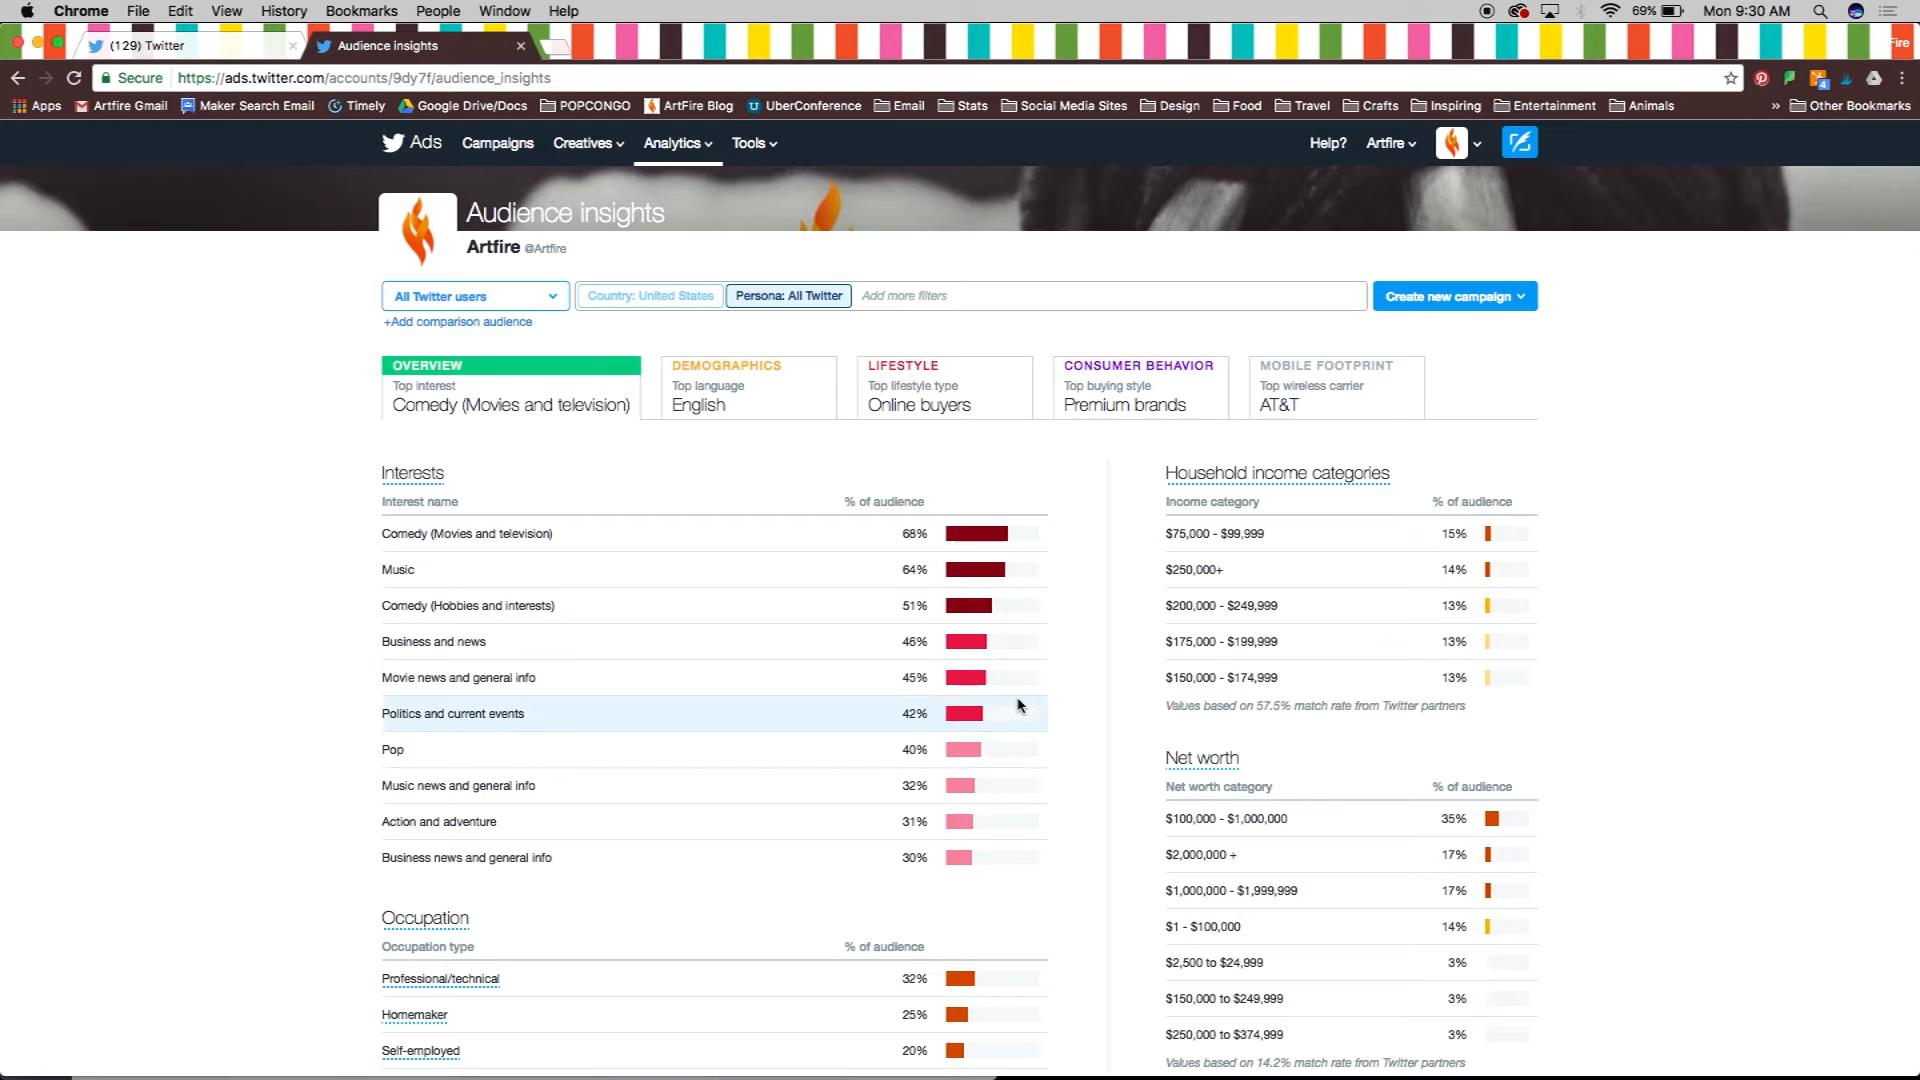 Chrome File Edit View History Bookmarks People Window Help 69% Mon 9:30 AM
(129) Twitter Audience insights Fire
Secure https://ads.twitter.com/accounts/9dy7f/audience_insights 4
Apps Artfire Gmail Maker Search Email Timely Google Drive/Docs POPCONGO ArtFire Blog UberConference Email Stats Social Media Sites Design Food Travel Crafts Inspiring Entertainment Animals » Other Bookmarks
Ads Campaigns Creatives Analytics Tools Help? Artfire
Audience insights
Artfire @Artfire
All Twitter users Country: United States Persona: All Twitter Add more filters Create new campaign
+Add comparison audience
OVERVIEW DEMOGRAPHICS LIFESTYLE CONSUMER BEHAVIOR MOBILE FOOTPRINT
Top interest Top language Top lifestyle type Top buying style Top wireless carrier
Comedy (Movies and television) English Online buyers Premium brands AT&T
Interests
Interest name % of audience
Comedy (Movies and television) 68%
Music 64%
Comedy (Hobbies and interests) 51%
Business and news 46%
Movie news and general info 45%
Politics and current events 42%
Pop 40%
Music news and general info 32%
Action and adventure 31%
Business news and general info 30%
Occupation
Occupation type % of audience
Professional/technical 32%
Homemaker 25%
Self-employed 20%
Household income categories
Income category % of audience
$75,000 - $99,999 15%
$250,000+ 14%
$200,000 - $249,999 13%
$175,000 - $199,999 13%
$150,000 - $174,999 13%
Values based on 57.5% match rate from Twitter partners
Net worth
Net worth category % of audience
$100,000 - $1,000,000 35%
$2,000,000 + 17%
$1,000,000 - $1,999,999 17%
$1 - $100,000 14%
$2,500 to $24,999 3%
$150,000 to $249,999 3%
$250,000 to $374,999 3%
Values based on 14.2% match rate from Twitter partners